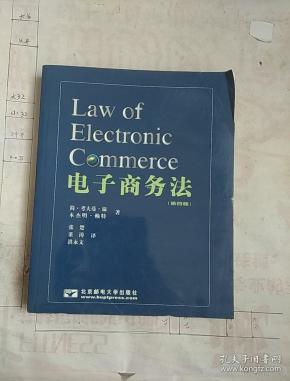 Law of
Electronic
Commerce
电子商务法
(第四版)
简·考夫曼·温
本杰明·赖特 著
张楚
董涛
洪永文 译
北京邮电大学出版社
www.buptpress.com
孔夫子旧书网